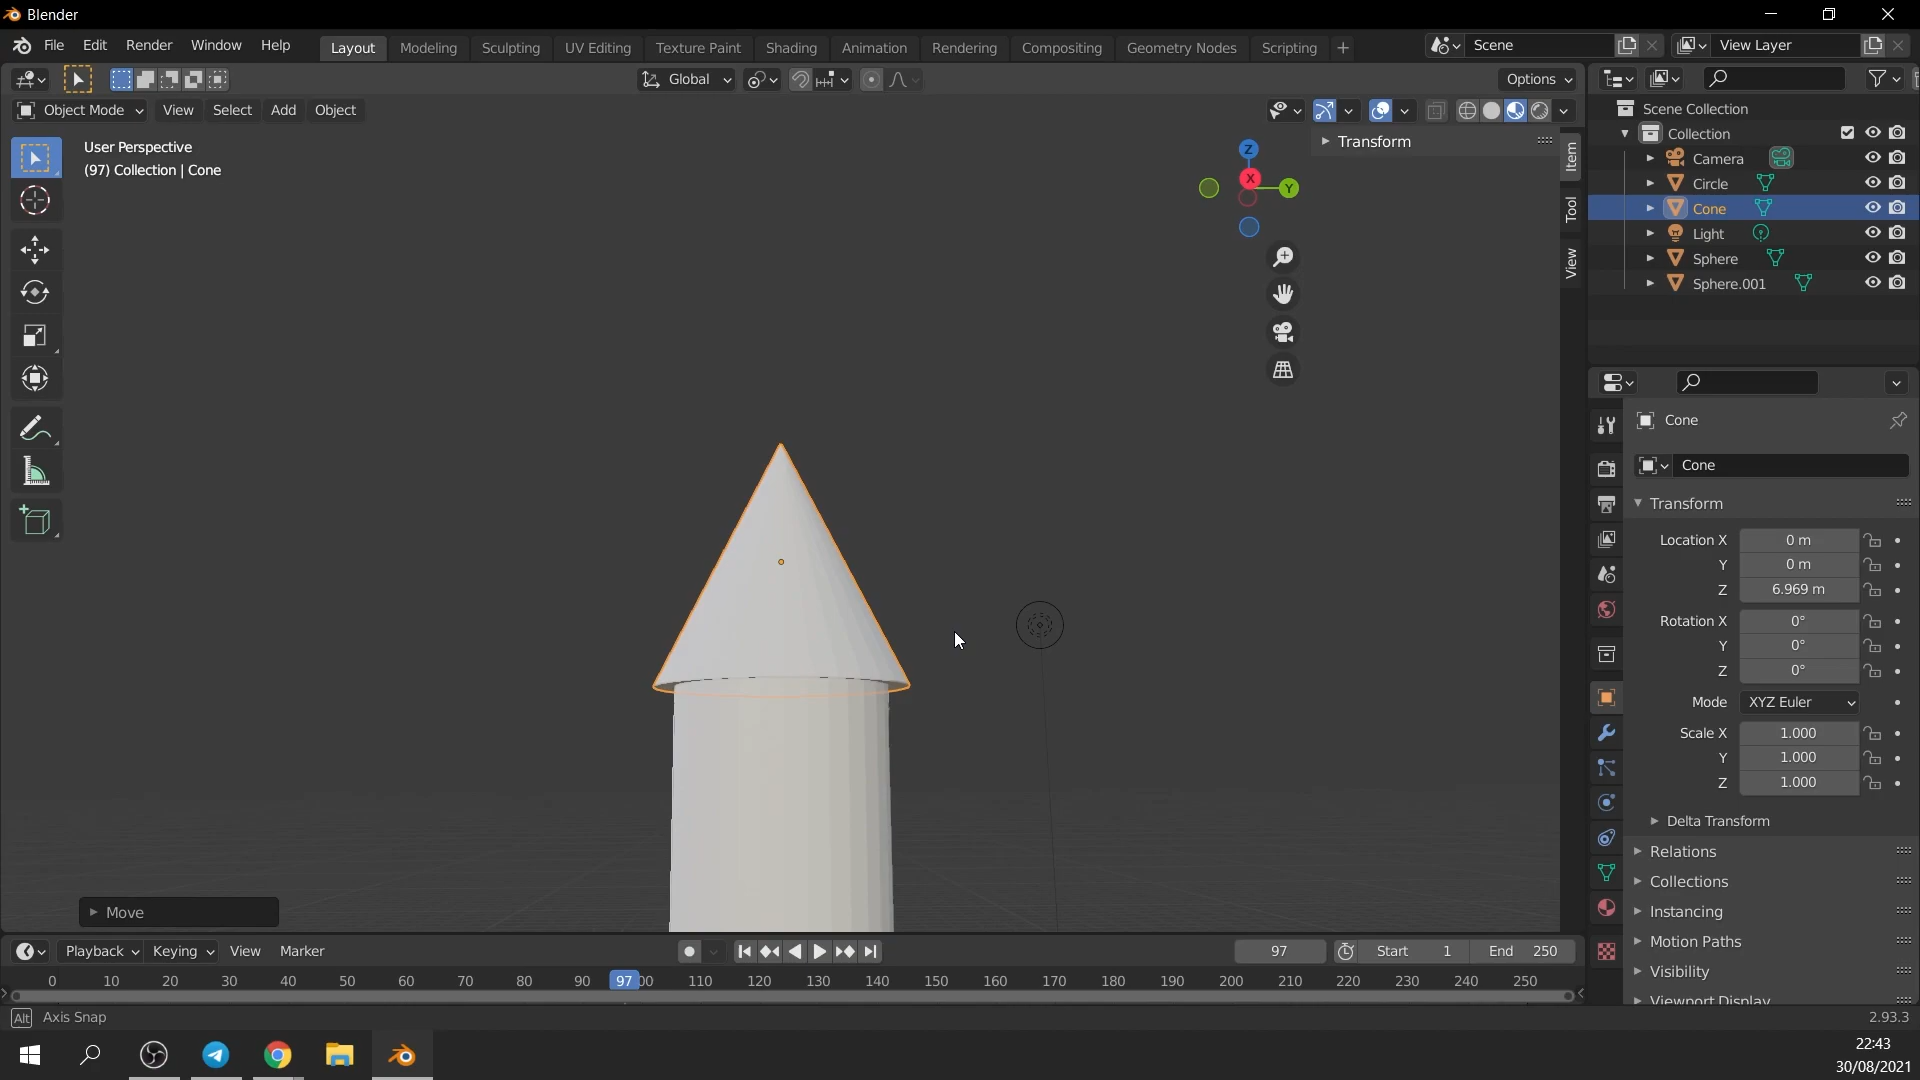 Blender
File Edit Render Window Help
Layout Modeling Sculpting UV Editing Texture Paint Shading Animation Rendering Compositing Geometry Nodes Scripting +
Scene
View Layer
Global
Options
Object Mode View Select Add Object
User Perspective
(97) Collection | Cone
Z
X
Y
Transform
Item
Tool
View
Scene Collection
Collection
Camera
Circle
Cone
Light
Sphere
Sphere.001
Cone
Cone
Transform
Location X 0 m
Y 0 m
Z 6.969 m
Rotation X 0°
Y 0°
Z 0°
Mode XYZ Euler
Scale X 1.000
Y 1.000
Z 1.000
Delta Transform
Relations
Collections
Instancing
Motion Paths
Visibility
Viewport Display
Move
Playback Keying View Marker
97
Start 1
End 250
0 10 20 30 40 50 60 70 80 90 97 00 110 120 130 140 150 160 170 180 190 200 210 220 230 240 250
Alt Axis Snap
2.93.3
22:43
30/08/2021